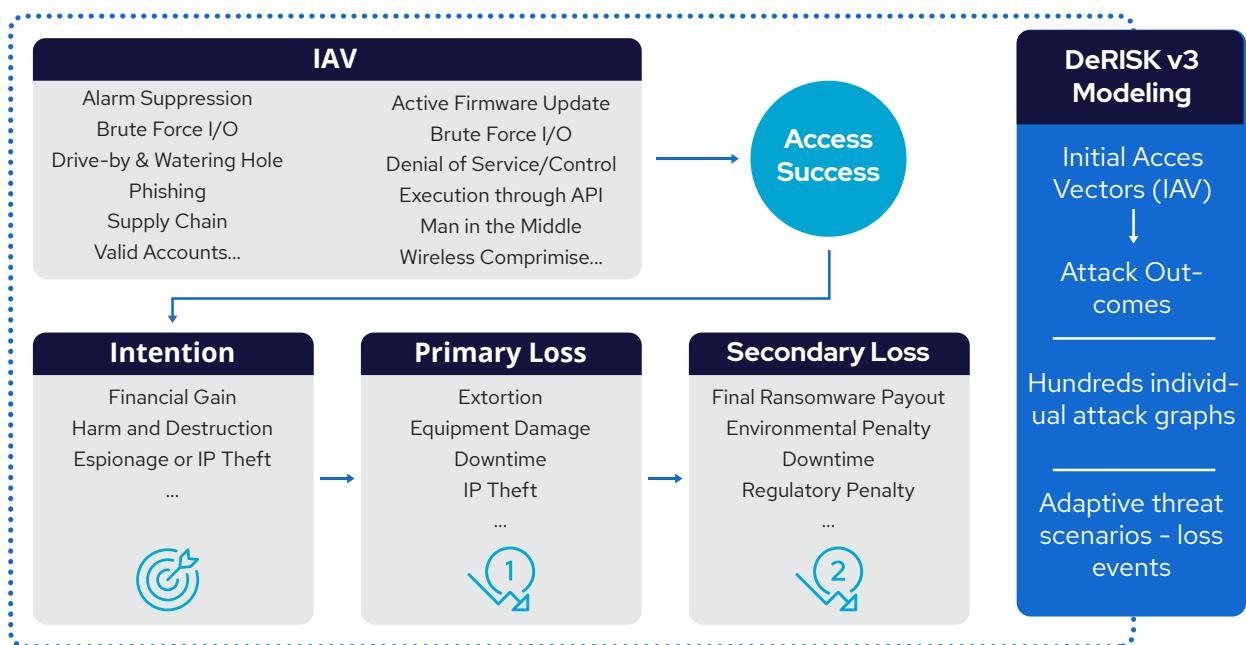 IAV
Alarm Suppression
Brute Force I/O
Drive-by & Watering Hole
Phishing
Supply Chain
Valid Accounts...
Active Firmware Update
Brute Force I/O
Denial of Service/Control
Execution through API
Man in the Middle
Wireless Comprimise...
Access
Success
Intention
Financial Gain
Harm and Destruction
Espionage or IP Theft
...
Primary Loss
Extortion
Equipment Damage
Downtime
IP Theft
...
1
Secondary Loss
Final Ransomware Payout
Environmental Penalty
Downtime
Regulatory Penalty
...
2
DeRISK v3
Modeling
Initial Acces
Vectors (IAV)
Attack Out-
comes
Hundreds individ-
ual attack graphs
Adaptive threat
scenarios - loss
events